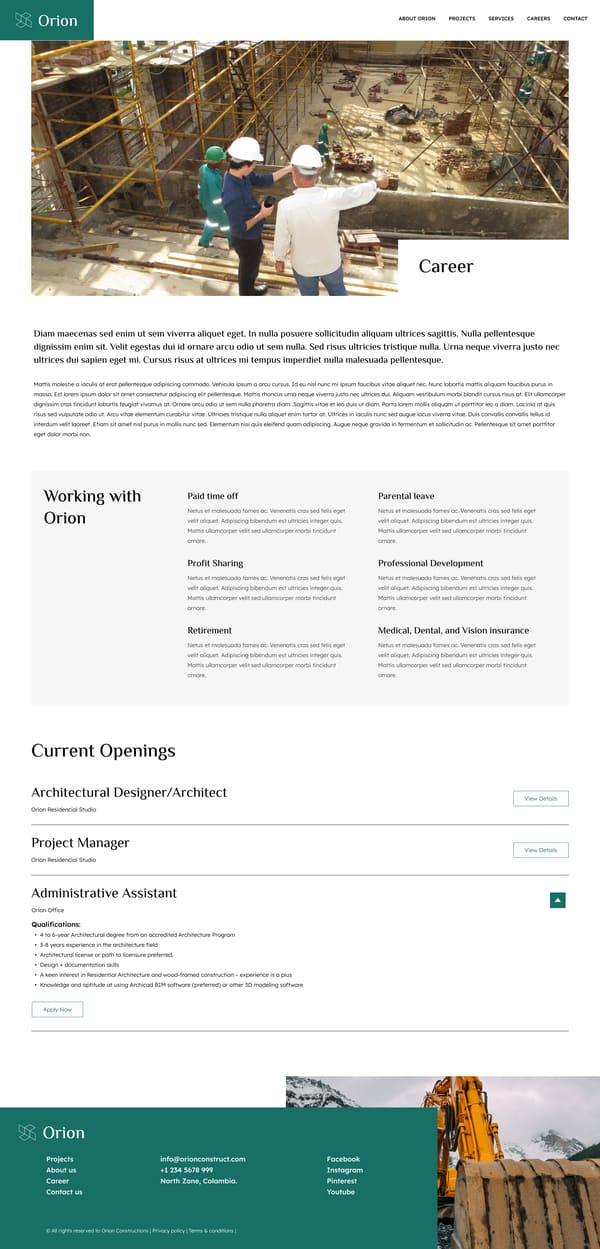 Orion
ABOUT ORION PROJECTS SERVICES CAREERS CONTACT
Career
Diam maecenas sed enim ut sem viverra aliquet eget. In nulla posuere sollicitudin aliquam ultrices sagittis. Nulla pellentesque
dignissim enim sit. Velit egestas dui id ornare arcu odio ut sem nulla. Sed risus ultricies tristique nulla. Urna neque viverra justo nec
ultrices dui sapien eget mi. Cursus risus at ultrices mi tempus imperdiet nulla malesuada pellentesque.
Mattis molestie a iaculis at erat pellentesque adipiscing commodo. Vehicula ipsum a arcu cursus. Id eu nisl nunc mi ipsum faucibus vitae aliquet nec. Nunc lobortis mattis aliquam faucibus purus in
massa. Est lorem ipsum dolor sit amet consectetur adipiscing elit pellentesque. Mattis rhoncus urna neque viverra justo nec ultrices dui. Aliquam vestibulum morbi blandit cursus risus at. Elit ullamcorper
dignissim cras tincidunt lobortis feugiat vivamus at. Ornare arcu odio ut sem nulla pharetra diam .Sagittis vitae et leo duis ut diam. Porta lorem mollis aliquam ut porttitor leo a diam. Lacinia at quis
risus sed vulputate odio ut. Arcu vitae elementum curabitur vitae. Ultricies tristique nulla aliquet enim tortor at. Ultrices in iaculis nunc sed augue lacus viverra vitae. Duis convallis convallis tellus id
interdum velit laoreet. Etiam sit amet nisl purus in mollis nunc sed. Elementum nisi quis eleifend quam adipiscing. Augue neque gravida in fermentum et sollicitudin ac. Pellentesque sit amet porttitor
eget dolor morbi non.
Working with
Orion
Paid time off
Netus et malesuada fames ac. Venenatis cras sed felis eget
velit aliquet. Adipiscing bibendum est ultricies integer quis.
Mattis ullamcorper velit sed ullamcorper morbi tincidunt
ornare.
Parental leave
Netus et malesuada fames ac. Venenatis cras sed felis eget
velit aliquet. Adipiscing bibendum est ultricies integer quis.
Mattis ullamcorper velit sed ullamcorper morbi tincidunt
ornare.
Profit Sharing
Netus et malesuada fames ac. Venenatis cras sed felis eget
velit aliquet. Adipiscing bibendum est ultricies integer quis.
Mattis ullamcorper velit sed ullamcorper morbi tincidunt
ornare.
Professional Development
Netus et malesuada fames ac. Venenatis cras sed felis eget
velit aliquet. Adipiscing bibendum est ultricies integer quis.
Mattis ullamcorper velit sed ullamcorper morbi tincidunt
ornare.
Retirement
Netus et malesuada fames ac. Venenatis cras sed felis eget
velit aliquet. Adipiscing bibendum est ultricies integer quis.
Mattis ullamcorper velit sed ullamcorper morbi tincidunt
ornare.
Medical, Dental, and Vision insurance
Netus et malesuada fames ac. Venenatis cras sed felis eget
velit aliquet. Adipiscing bibendum est ultricies integer quis.
Mattis ullamcorper velit sed ullamcorper morbi tincidunt
ornare.
Current Openings
Architectural Designer/Architect
Orion Residencial Studio
View Details
Project Manager
Orion Residencial Studio
View Details
Administrative Assistant
Orion Office
Qualifications:
• 4 to 6-year Architectural degree from an accredited Architecture Program
• 3-8 years experience in the architecture field
• Architectural license or path to licensure preferred.
• Design + documentation skills
• A keen interest in Residential Architecture and wood-framed construction – experience is a plus
• Knowledge and aptitude at using Archicad BIM software (preferred) or other 3D modeling software
Apply Now
Orion
Projects
About us
Career
Contact us
info@orionconstruct.com
+1 234 5678 999
North Zone, Colambia.
Facebook
Instagram
Pinterest
Youtube
© All rights reserved to Orion Constructions | Privacy policy | Terms & conditions |